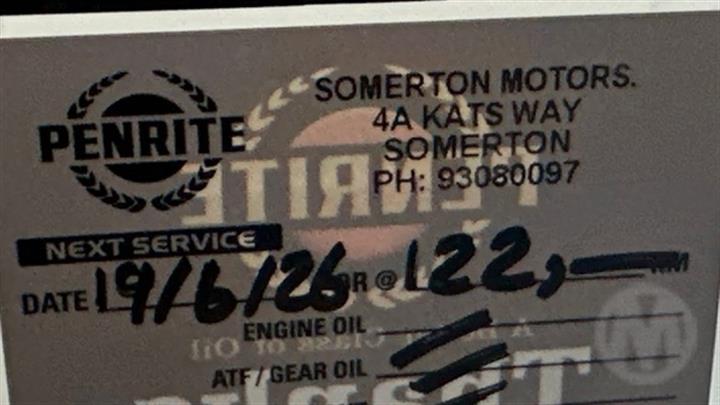 PENRITE
SOMERTON MOTORS.
4A KATS WAY
SOMERTON
PH: 93080097
NEXT SERVICE
DATE 19/6/26 OR @ 122,— KM
ENGINE OIL
ATF / GEAR OIL